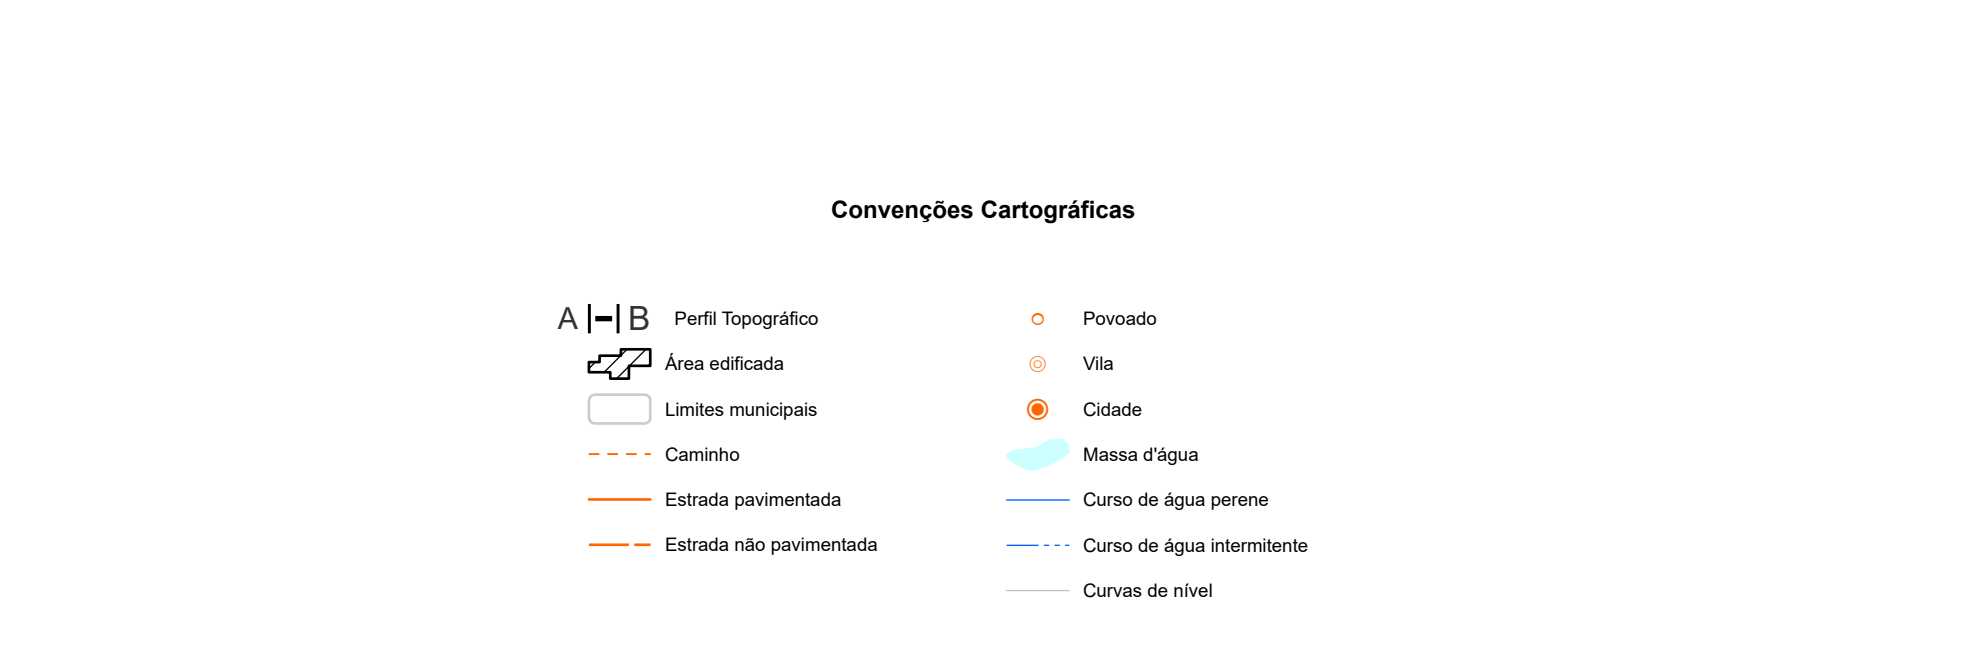 Convenções Cartográficas
A B Perfil Topográfico
Área edificada
Limites municipais
Caminho
Estrada pavimentada
Estrada não pavimentada
Povoado
Vila
Cidade
Massa d'água
Curso de água perene
Curso de água intermitente
Curvas de nível